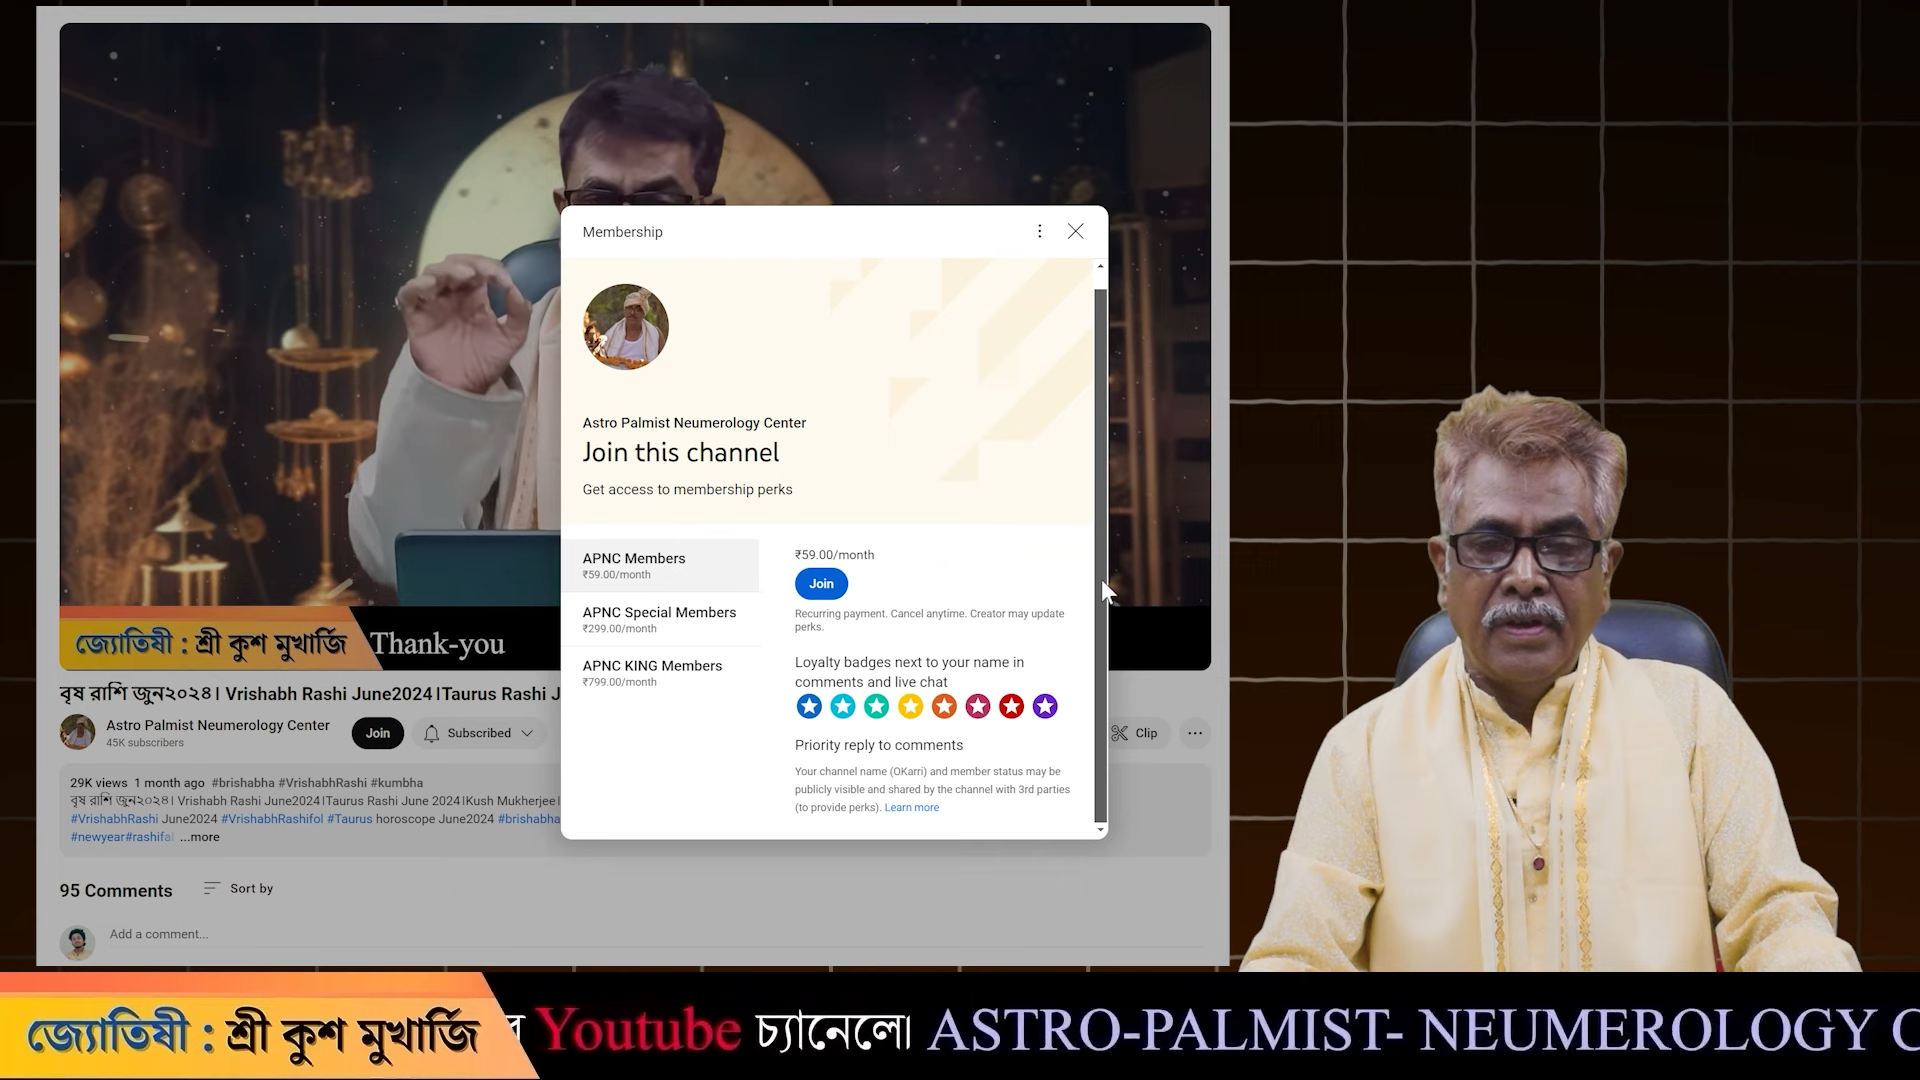 Membership
Astro Palmist Neumerology Center
Join this channel
Get access to membership perks
APNC Members
₹59.00/month
APNC Special Members
₹299.00/month
APNC KING Members
₹799.00/month
₹59.00/month
Join
Recurring payment. Cancel anytime. Creator may update
perks.
Loyalty badges next to your name in
comments and live chat
Priority reply to comments
Your channel name (OKarri) and member status may be
publicly visible and shared by the channel with 3rd parties
(to provide perks). Learn more
জ্যোতিষী : শ্রী কুশ মুখার্জি Thank-you
বৃষ রাশি জুন২০২৪। Vrishabh Rashi June2024।Taurus Rashi J
Astro Palmist Neumerology Center
45K subscribers
Join
Subscribed
Clip
29K views 1 month ago #brishabha #VrishabhRashi #kumbha
বৃষ রাশি জুন২০২৪। Vrishabh Rashi June2024।Taurus Rashi June 2024।Kush Mukherjee।
#VrishabhRashi June2024 #VrishabhRashifol #Taurus horoscope June2024 #brishabha
#newyear#rashifal ...more
95 Comments
Sort by
Add a comment...
জ্যোতিষী : শ্রী কুশ মুখার্জি
র Youtube চ্যানেলে। ASTRO-PALMIST- NEUMEROLOGY C